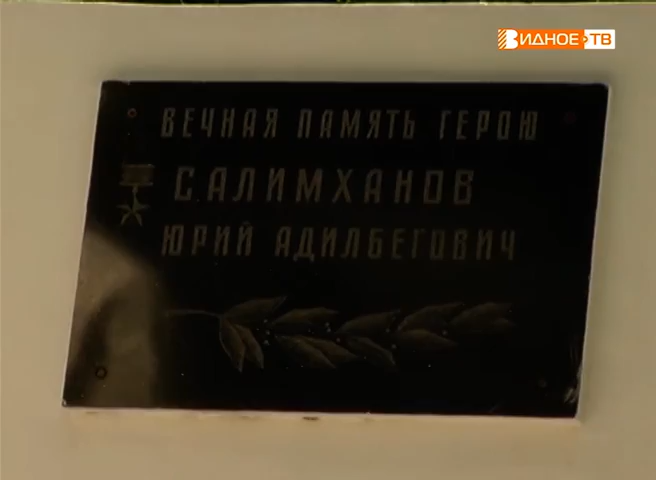 ВИДНОЕ ТВ
ВЕЧНАЯ ПАМЯТЬ ГЕРОЮ
САЛИМХАНОВ
ЮРИЙ АДИЛБЕГОВИЧ